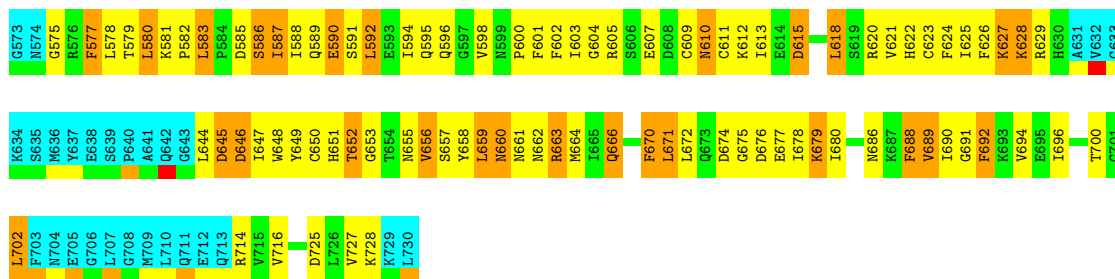 G573 N574 G575 R576 F577 L578 T579 L580 K581 P582 L583 P584 D585 S586 I587 I588 Q589 E590 S591 L592 E593 I594 Q595 Q596 G597 V598 N599 P600 F601 F602 I603 G604 R605 S606 E607 D608 C609 N610 C611 K612 I613 E614 D615 L618 S619 R620 V621 H622 C623 F624 I625 F626 K627 K628 R629 H630 A631 V632 G633
K634 S635 M636 Y637 E638 S639 P640 A641 Q642 G643 L644 D645 D646 I647 W648 Y649 C650 H651 T652 G653 T654 N655 V656 S657 Y658 L659 N660 N661 N662 R663 M664 I665 Q666 F670 L671 L672 Q673 D674 G675 D676 E677 I678 K679 I680 N686 K687 F688 V689 I690 G691 F692 K693 V694 E695 I696 T700 G701
L702 F703 N704 E705 G706 L707 G708 M709 L710 Q711 E712 Q713 R714 V715 V716 D725 L726 V727 K728 K729 L730